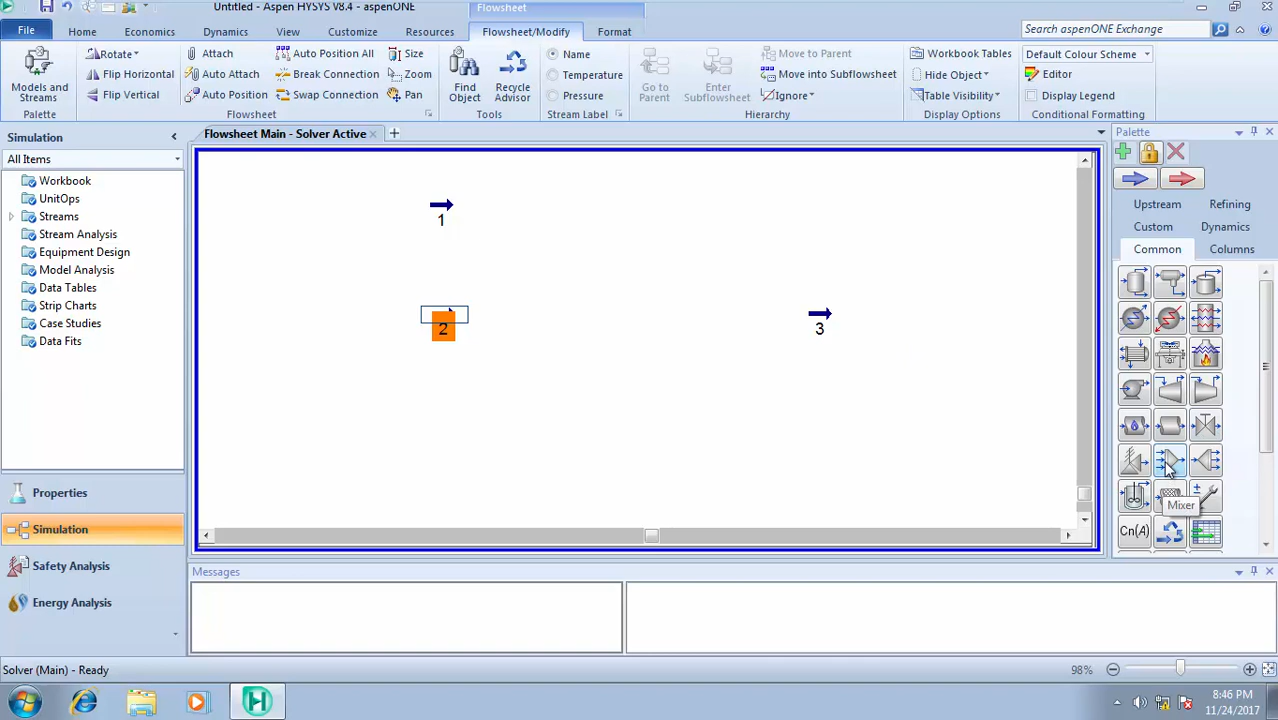 Untitled - Aspen HYSYS V8.4 - aspenONE
Flowsheet
File
Home
Economics
Dynamics
View
Customize
Resources
Flowsheet/Modify
Format
Search aspenONE Exchange
Models and Streams
Palette
Rotate
Flip Horizontal
Flip Vertical
Attach
Auto Attach
Auto Position
Auto Position All
Break Connection
Swap Connection
Size
Zoom
Pan
Flowsheet
Find Object
Recycle Advisor
Tools
Name
Temperature
Pressure
Stream Label
Go to Parent
Enter Subflowsheet
Move to Parent
Move into Subflowsheet
Ignore
Hierarchy
Workbook Tables
Hide Object
Table Visibility
Display Options
Default Colour Scheme
Editor
Display Legend
Conditional Formatting
Simulation
All Items
Workbook
UnitOps
Streams
Stream Analysis
Equipment Design
Model Analysis
Data Tables
Strip Charts
Case Studies
Data Fits
Properties
Simulation
Safety Analysis
Energy Analysis
Flowsheet Main - Solver Active
1
2
3
Palette
Upstream
Refining
Custom
Dynamics
Common
Columns
Mixer
Cn(A)
Messages
Solver (Main) - Ready
98%
8:46 PM
11/24/2017